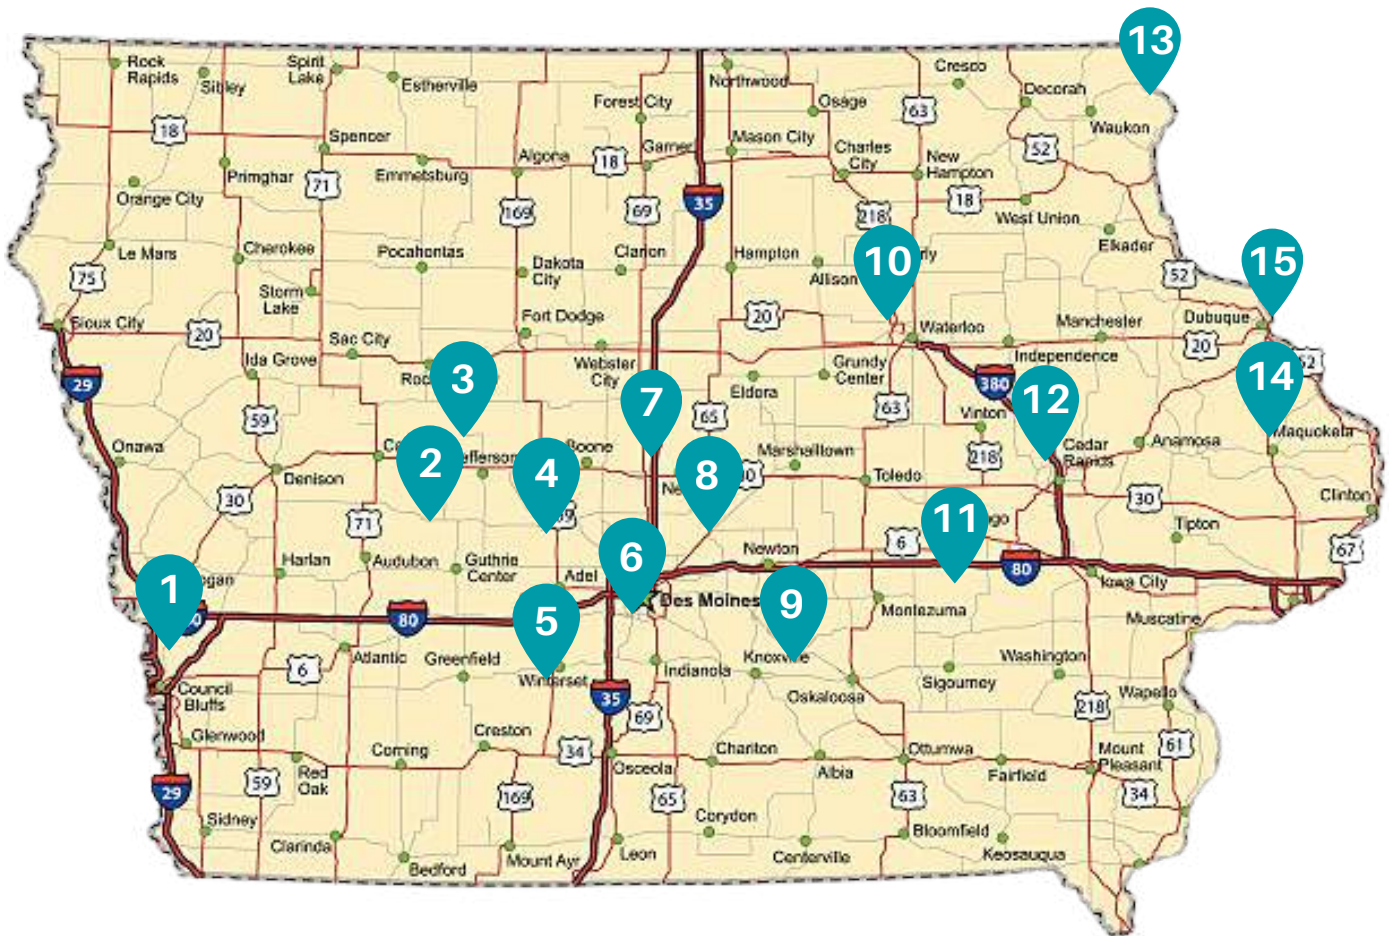 13
Rock
Rapids
Sibley
Spirit
Lake
Estherville
Northwood
Cresco
Forest City
Osage
63
Decorah
Waukon
18
Spencer
Mason City
Garner
Charles
City
52
New
Hampton
Algona
18
Emmetsburg
Primghar
71
Orange City
169
69
35
218
18
West Union
Elkader
Le Mars
Cherokee
Pocahontas
Clarion
Hampton
10
15
Dakota
City
Allison
52
75
Storm
Lake
Sioux City
20
Fort Dodge
20
Waterloo
Manchester
Dubuque
Sac City
Independence
20
Ida Grove
Webster
City
Grundy
Center
52
29
3
7
Eldora
380
14
59
65
63
Vinton
12
Onawa
2
4
Boone
8
Marshalltown
218
Cedar
Rapids
Anamosa
Maquoketa
Denison
Toledo
30
71
11
30
Clinton
Tipton
Harlan
Audubon
Guthrie
Center
6
Newton
6
80
67
1
Adel
Iowa City
80
5
Des Moines
9
Montezuma
Muscatine
Atlantic
Greenfield
Indianola
Knoxville
Washington
6
Winterset
Sigourney
Council
Bluffs
35
Oskaloosa
Wapello
69
218
Glenwood
Creston
34
61
Corning
Osceola
Chariton
Albia
Ottumwa
Fairfield
Mount
Pleasant
Red
Oak
59
29
169
65
63
34
Sidney
Corydon
Bloomfield
Clarinda
Bedford
Mount Ayr
Leon
Centerville
Keosauqua